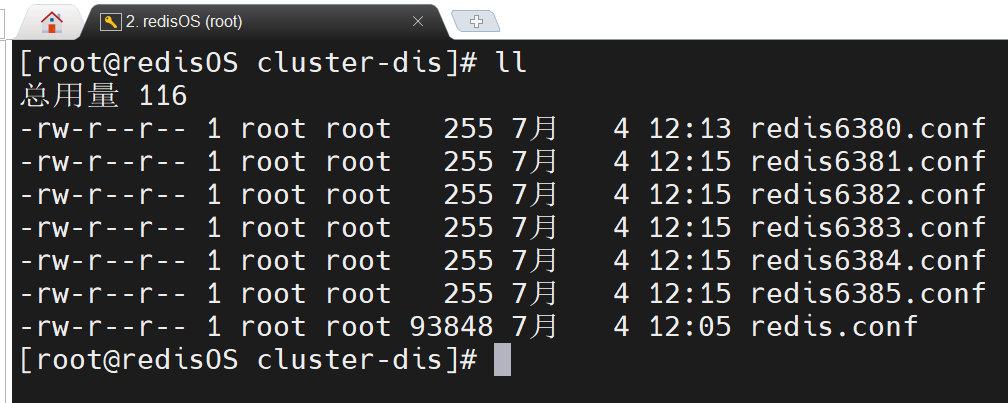 2. redisOS (root)
[root@redisOS cluster-dis]# ll
总用量 116
-rw-r--r-- 1 root root   255 7月   4 12:13 redis6380.conf
-rw-r--r-- 1 root root   255 7月   4 12:15 redis6381.conf
-rw-r--r-- 1 root root   255 7月   4 12:15 redis6382.conf
-rw-r--r-- 1 root root   255 7月   4 12:15 redis6383.conf
-rw-r--r-- 1 root root   255 7月   4 12:15 redis6384.conf
-rw-r--r-- 1 root root   255 7月   4 12:15 redis6385.conf
-rw-r--r-- 1 root root 93848 7月   4 12:05 redis.conf
[root@redisOS cluster-dis]#